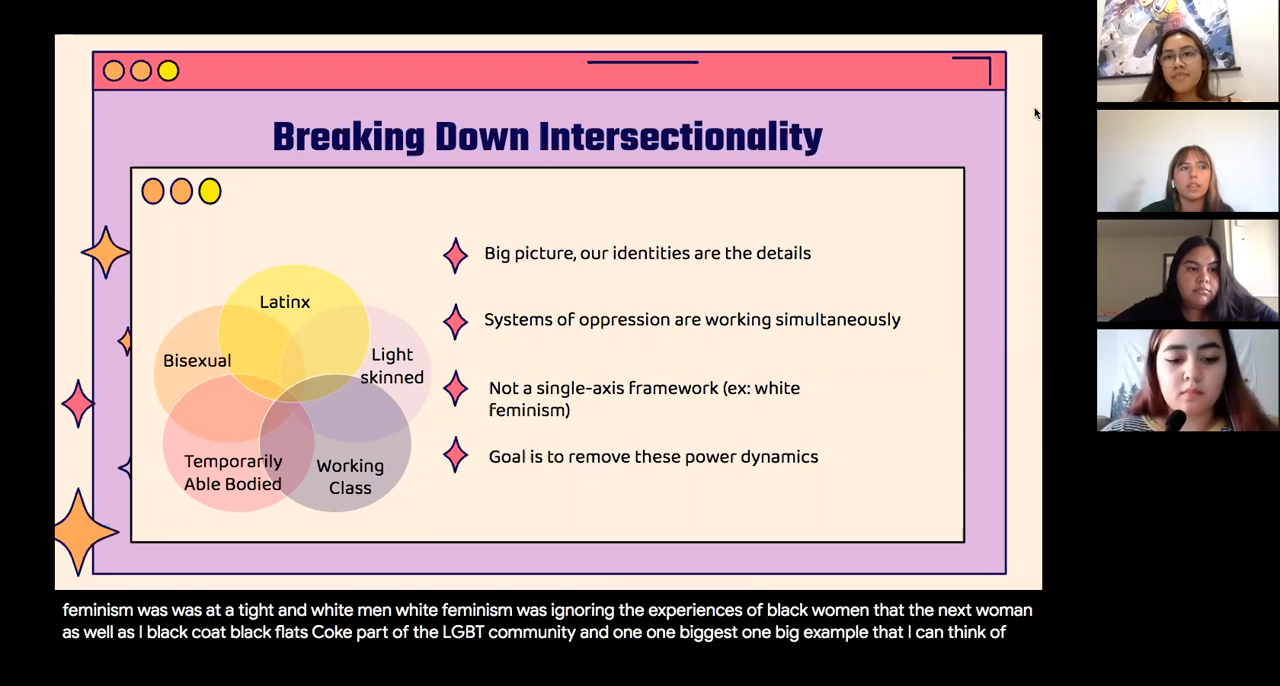 Breaking Down Intersectionality
Latinx
Bisexual
Light
skinned
Temporarily
Able Bodied
Working
Class
Big picture, our identities are the details
Systems of oppression are working simultaneously
Not a single-axis framework (ex: white
feminism)
Goal is to remove these power dynamics
feminism was was at a tight and white men white feminism was ignoring the experiences of black women that the next woman
as well as I black coat black flats Coke part of the LGBT community and one one biggest one big example that I can think of